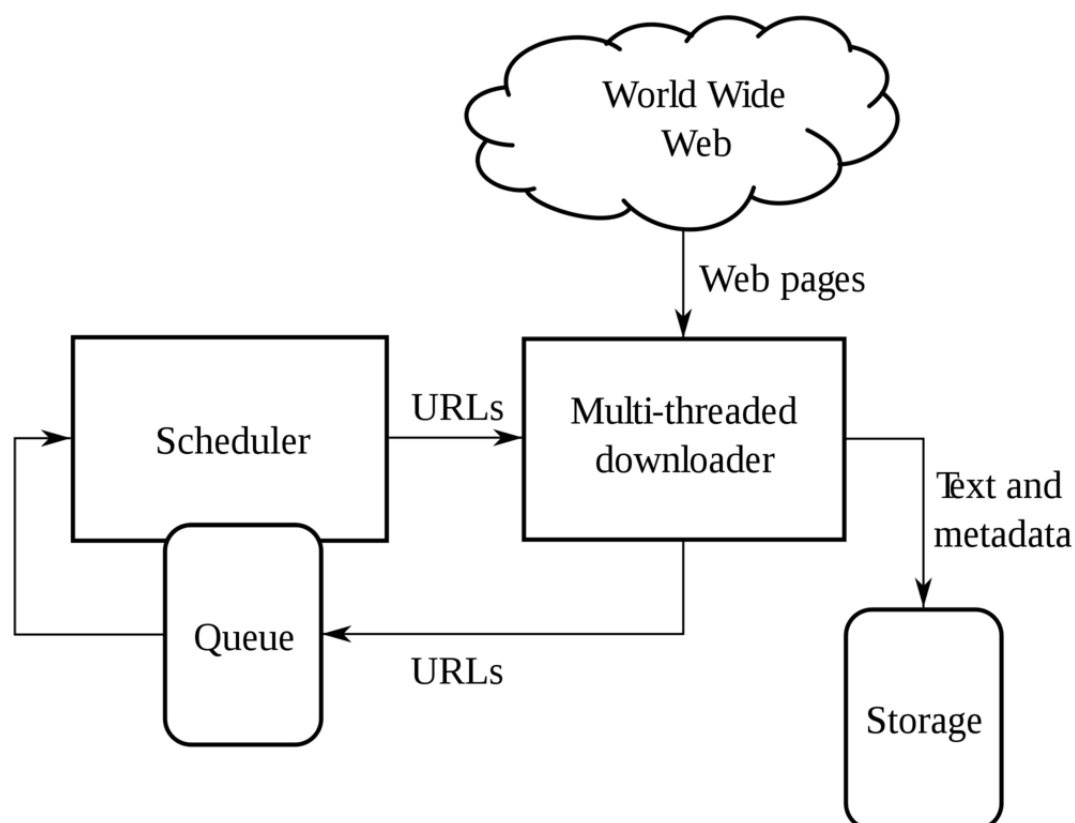 World Wide
Web
Web pages
URLs
Scheduler
Multi-threaded
downloader
Text and
metadata
Queue
URLs
Storage